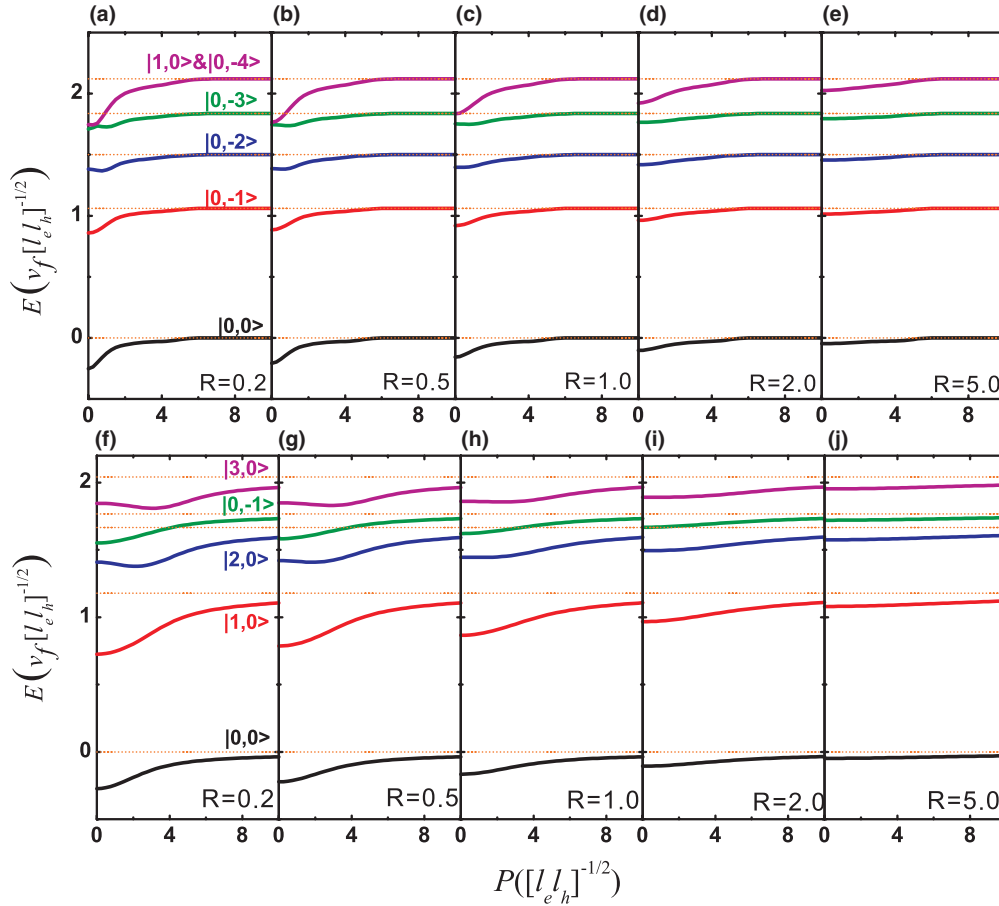 (a) (b) (c) (d) (e)
E(v_f[l_e l_h]^{-1/2})
2
1
0
|1,0>&|0,-4>
|0,-3>
|0,-2>
|0,-1>
|0,0>
R=0.2 R=0.5 R=1.0 R=2.0 R=5.0
0 4 8 0 4 8 0 4 8 0 4 8 0 4 8
(f) (g) (h) (i) (j)
E(v_f[l_e l_h]^{-1/2})
2
1
0
|3,0>
|0,-1>
|2,0>
|1,0>
|0,0>
R=0.2 R=0.5 R=1.0 R=2.0 R=5.0
0 4 8 0 4 8 0 4 8 0 4 8 0 4 8
P([l_e l_h]^{-1/2})